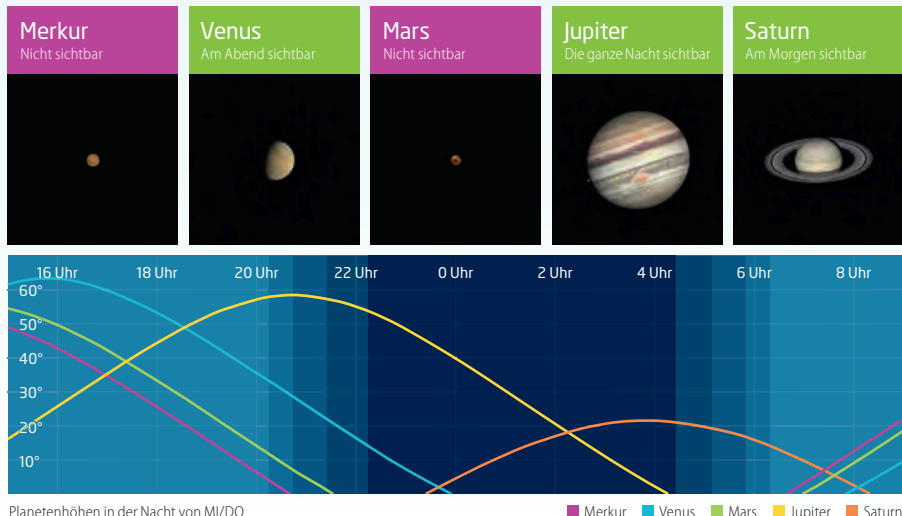 Merkur
Nicht sichtbar
Venus
Am Abend sichtbar
Mars
Nicht sichtbar
Jupiter
Die ganze Nacht sichtbar
Saturn
Am Morgen sichtbar
16 Uhr 18 Uhr 20 Uhr 22 Uhr 0 Uhr 2 Uhr 4 Uhr 6 Uhr 8 Uhr
60°
50°
40°
30°
20°
10°
Planetenhöhen in der Nacht von MI/DO Merkur Venus Mars Jupiter Saturn